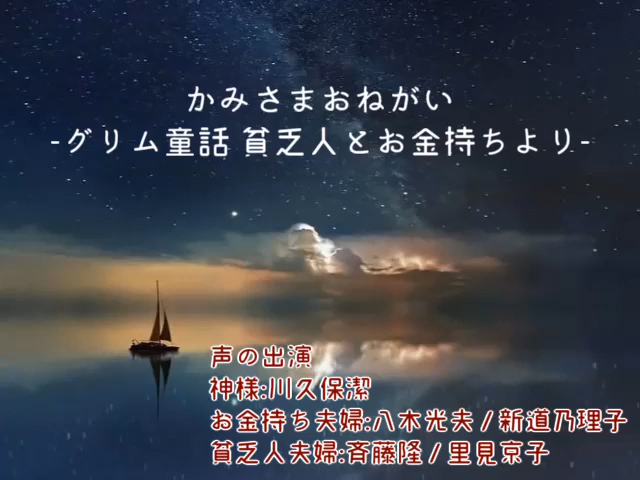 かみさまおねがい
-グリム童話 貧乏人とお金持ちより-
声の出演
神様:川久保潔
お金持ち夫婦:八木光夫/新道乃理子
貧乏人夫婦:斉藤隆/里見京子